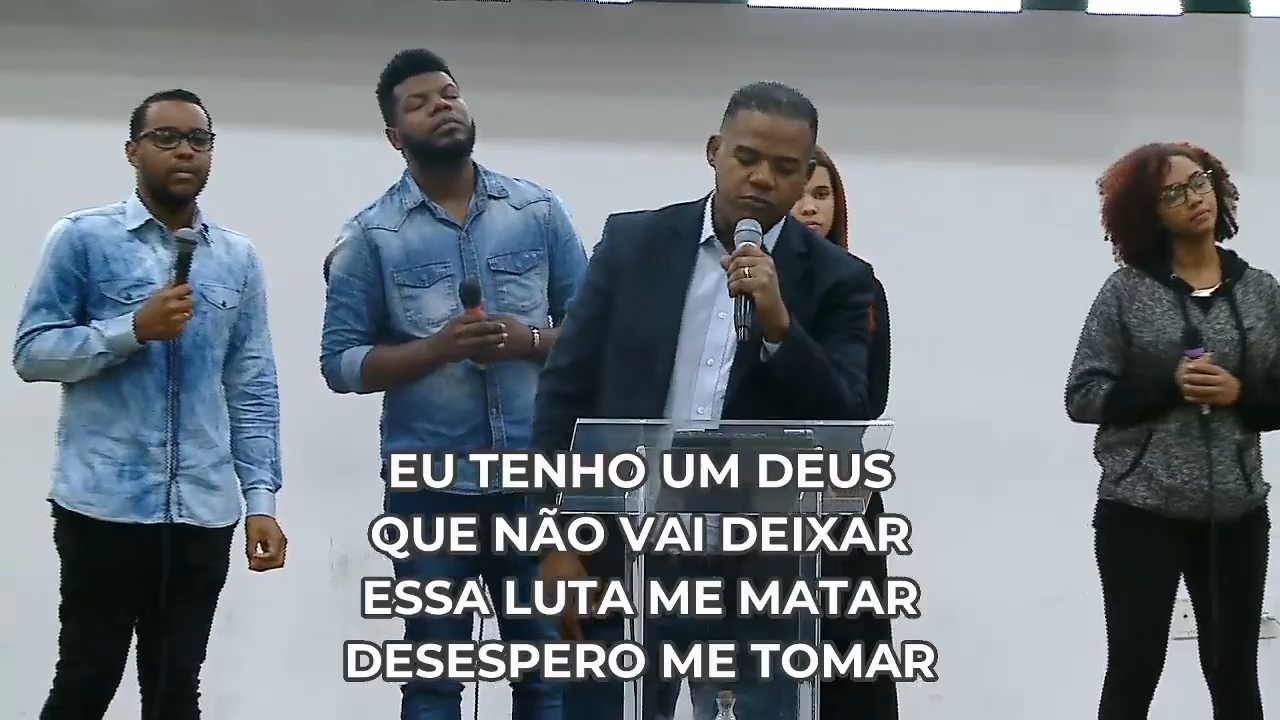 EU TENHO UM DEUS
QUE NÃO VAI DEIXAR
ESSA LUTA ME MATAR
DESESPERO ME TOMAR